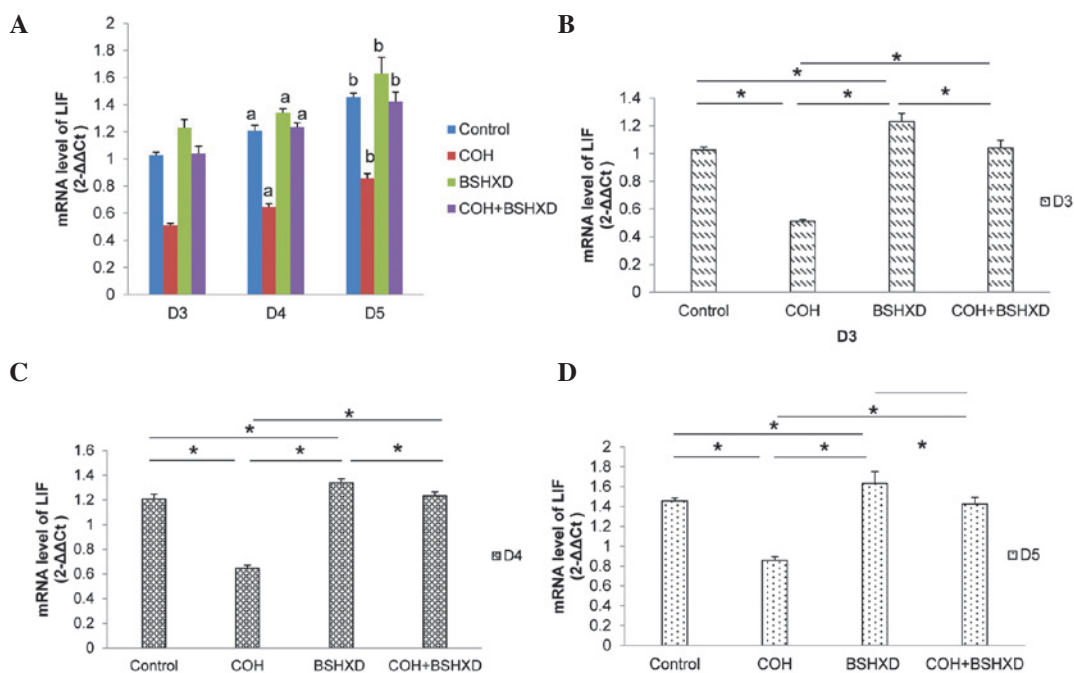 A
mRNA level of LIF
(2-ΔΔCt)
2
1.8
1.6
1.4
1.2
1
0.8
0.6
0.4
0.2
0
a
a
a
a
b
b
b
b
D3
D4
D5
Control
COH
BSHXD
COH+BSHXD
B
mRNA level of LIF
(2-ΔΔCt)
1.4
1.2
1
0.8
0.6
0.4
0.2
0
*
*
*
*
*
Control
COH
BSHXD
COH+BSHXD
D3
D3
C
mRNA level of LIF
(2-ΔΔCt)
1.6
1.4
1.2
1
0.8
0.6
0.4
0.2
0
*
*
*
*
*
Control
COH
BSHXD
COH+BSHXD
D4
D
mRNA level of LIF
(2-ΔΔCt)
2
1.8
1.6
1.4
1.2
1
0.8
0.6
0.4
0.2
0
*
*
*
*
*
Control
COH
BSHXD
COH+BSHXD
D5